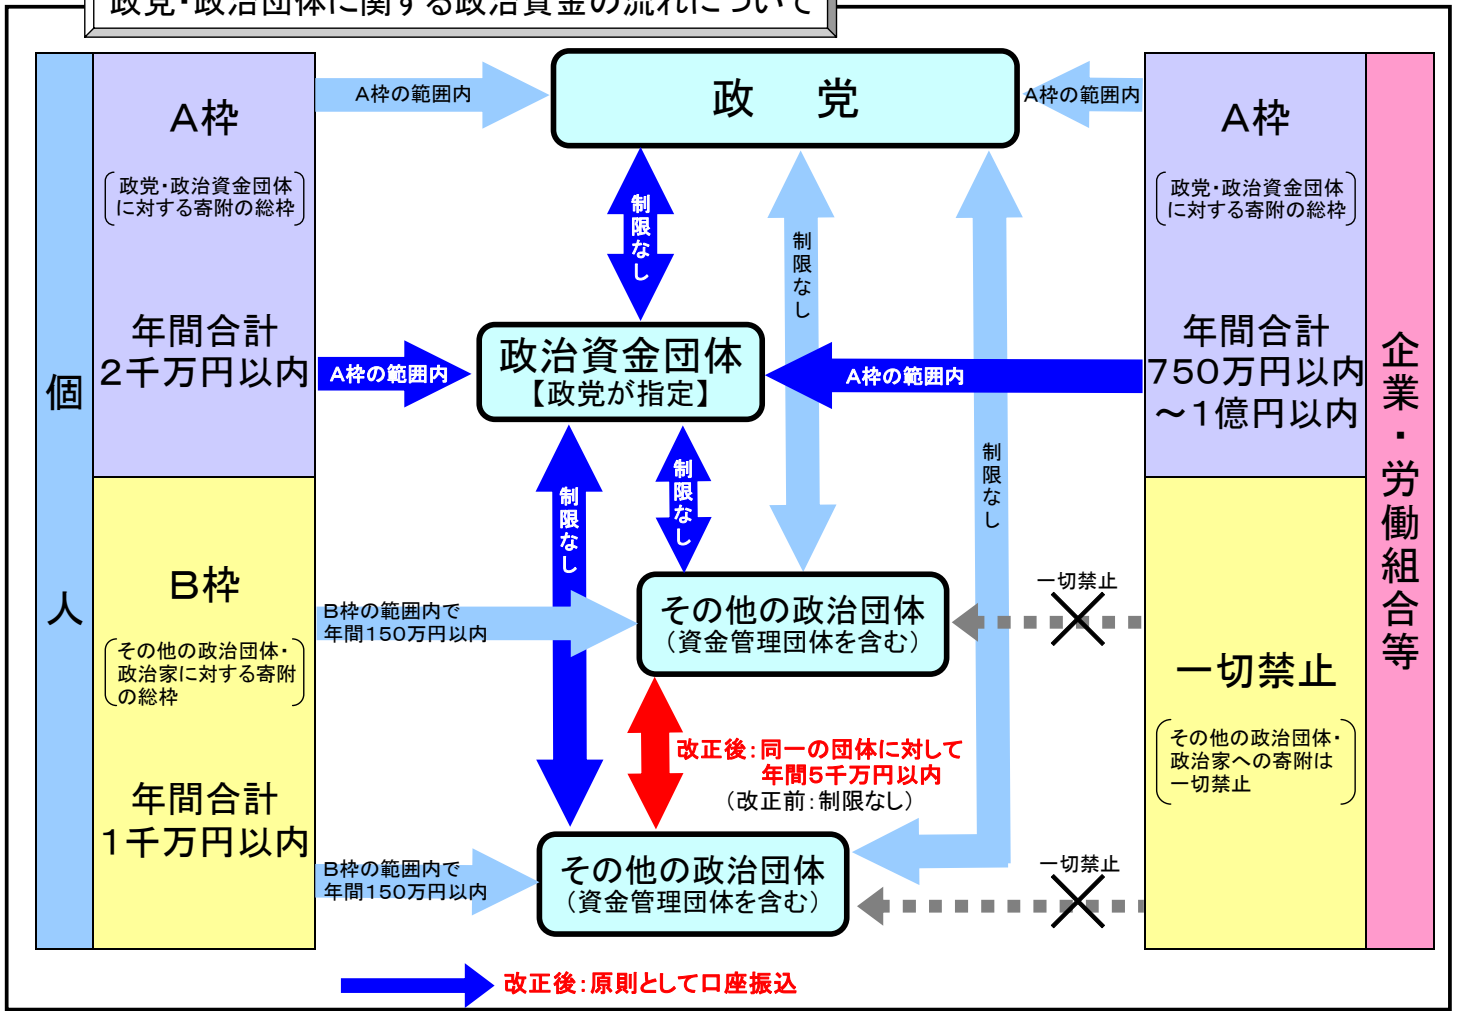 政党・政治団体に関する政治資金の流れについて
個人
A枠
政党・政治資金団体
に対する寄附の総枠
年間合計
2千万円以内
B枠
その他の政治団体・
政治家に対する寄附
の総枠
年間合計
1千万円以内
A枠の範囲内
政　党
A枠の範囲内
制限なし
制限なし
政治資金団体
【政党が指定】
A枠の範囲内
A枠の範囲内
制限なし
制限なし
制限なし
B枠の範囲内で
年間150万円以内
その他の政治団体
（資金管理団体を含む）
一切禁止
改正後：同一の団体に対して
年間5千万円以内
（改正前：制限なし）
B枠の範囲内で
年間150万円以内
その他の政治団体
（資金管理団体を含む）
一切禁止
A枠
政党・政治資金団体
に対する寄附の総枠
年間合計
750万円以内
～1億円以内
一切禁止
その他の政治団体・
政治家への寄附は
一切禁止
企業・労働組合等
改正後：原則として口座振込